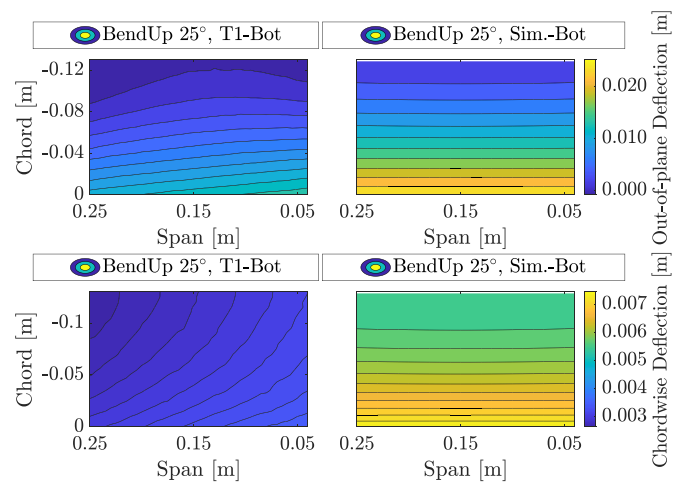 BendUp 25°, T1-Bot
BendUp 25°, Sim.-Bot
-0.12
-0.08
-0.04
0
Chord [m]
0.25
0.15
0.05
Span [m]
0.25
0.15
0.05
Span [m]
0.020
0.010
0.000
Out-of-plane Deflection [m]
BendUp 25°, T1-Bot
BendUp 25°, Sim.-Bot
-0.1
-0.05
0
Chord [m]
0.25
0.15
0.05
Span [m]
0.25
0.15
0.05
Span [m]
0.007
0.006
0.005
0.004
0.003
Chordwise Deflection [m]